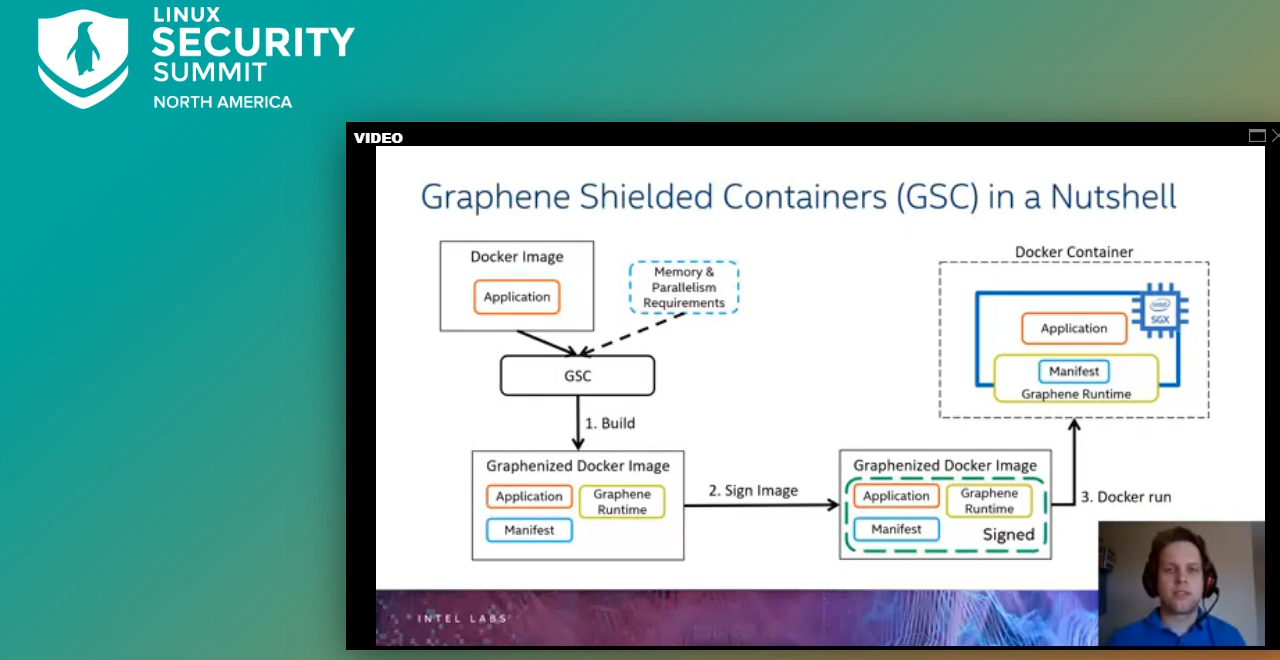 LINUX
SECURITY
SUMMIT
NORTH AMERICA
VIDEO
Graphene Shielded Containers (GSC) in a Nutshell
Docker Image
Application
Memory &
Parallelism
Requirements
GSC
1. Build
Graphenized Docker Image
Application
Graphene
Runtime
Manifest
2. Sign Image
Graphenized Docker Image
Application
Graphene
Runtime
Manifest
Signed
3. Docker run
Docker Container
intel
SGX
Application
Manifest
Graphene Runtime
INTEL LABS